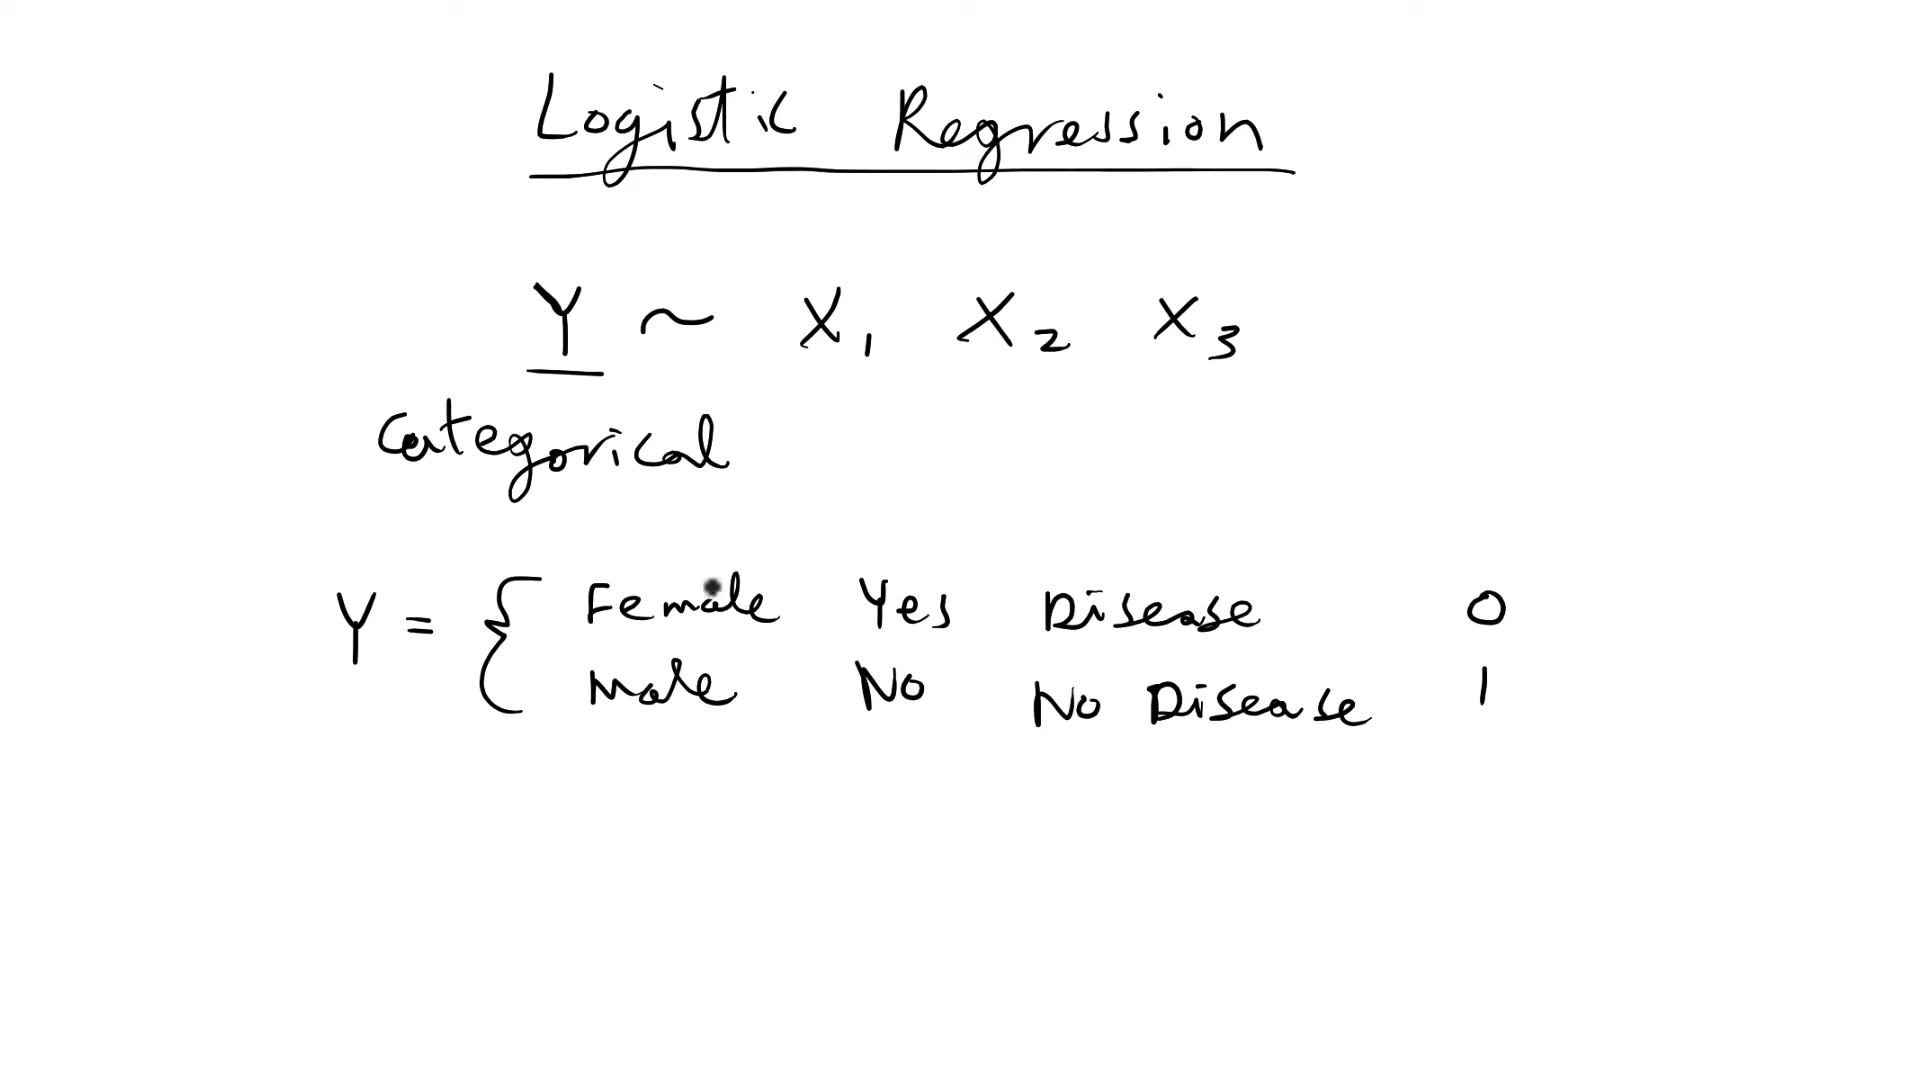 Logistic Regression
Y ~ X₁ X₂ X₃
Categorical
Y = { Female Yes Disease 0
Male No No Disease 1